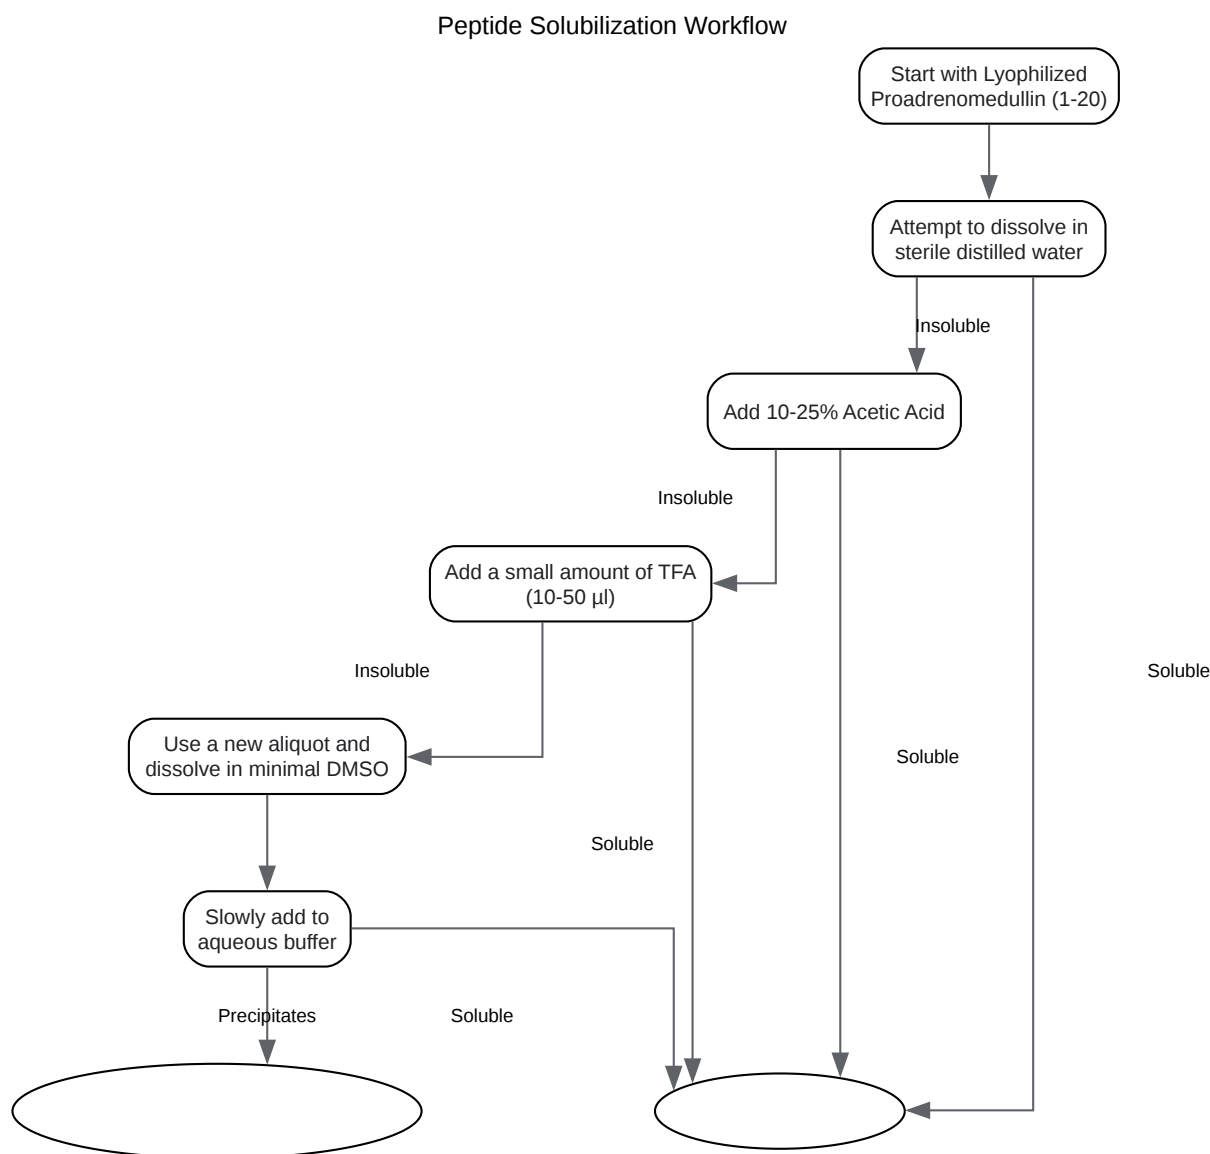 Peptide Solubilization Workflow
Start with Lyophilized
Proadrenomedullin (1-20)
Attempt to dissolve in
sterile distilled water
Insoluble
Add 10-25% Acetic Acid
Insoluble
Add a small amount of TFA
(10-50 µl)
Insoluble
Soluble
Use a new aliquot and
dissolve in minimal DMSO
Soluble
Soluble
Slowly add to
aqueous buffer
Precipitates
Soluble